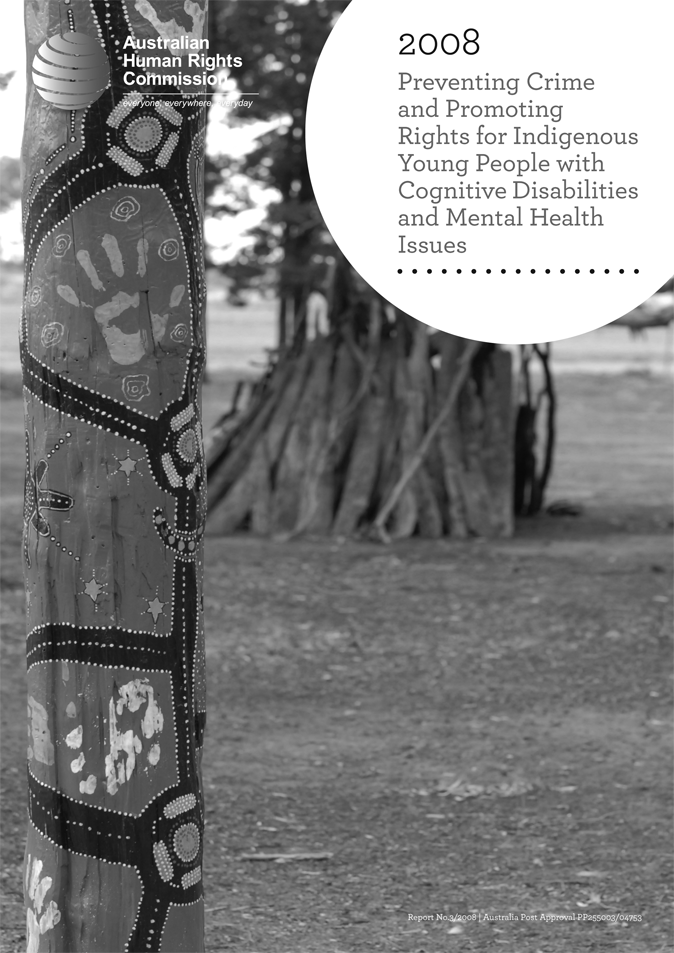 Australian
Human Rights
Commission
everyone, everywhere, everyday
2008
Preventing Crime
and Promoting
Rights for Indigenous
Young People with
Cognitive Disabilities
and Mental Health
Issues
Report No.3/2008 | Australia Post Approval PP255003/04753